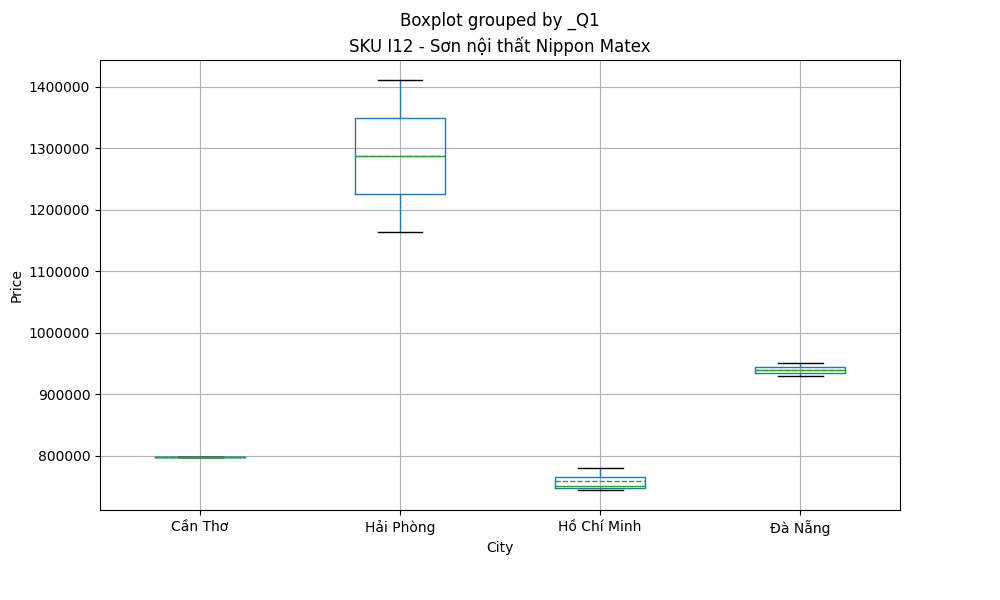 Boxplot grouped by _Q1
SKU I12 - Sơn nội thất Nippon Matex
1400000
1300000
1200000
1100000
1000000
900000
800000
Price
Cần Thơ
Hải Phòng
Hồ Chí Minh
Đà Nẵng
City